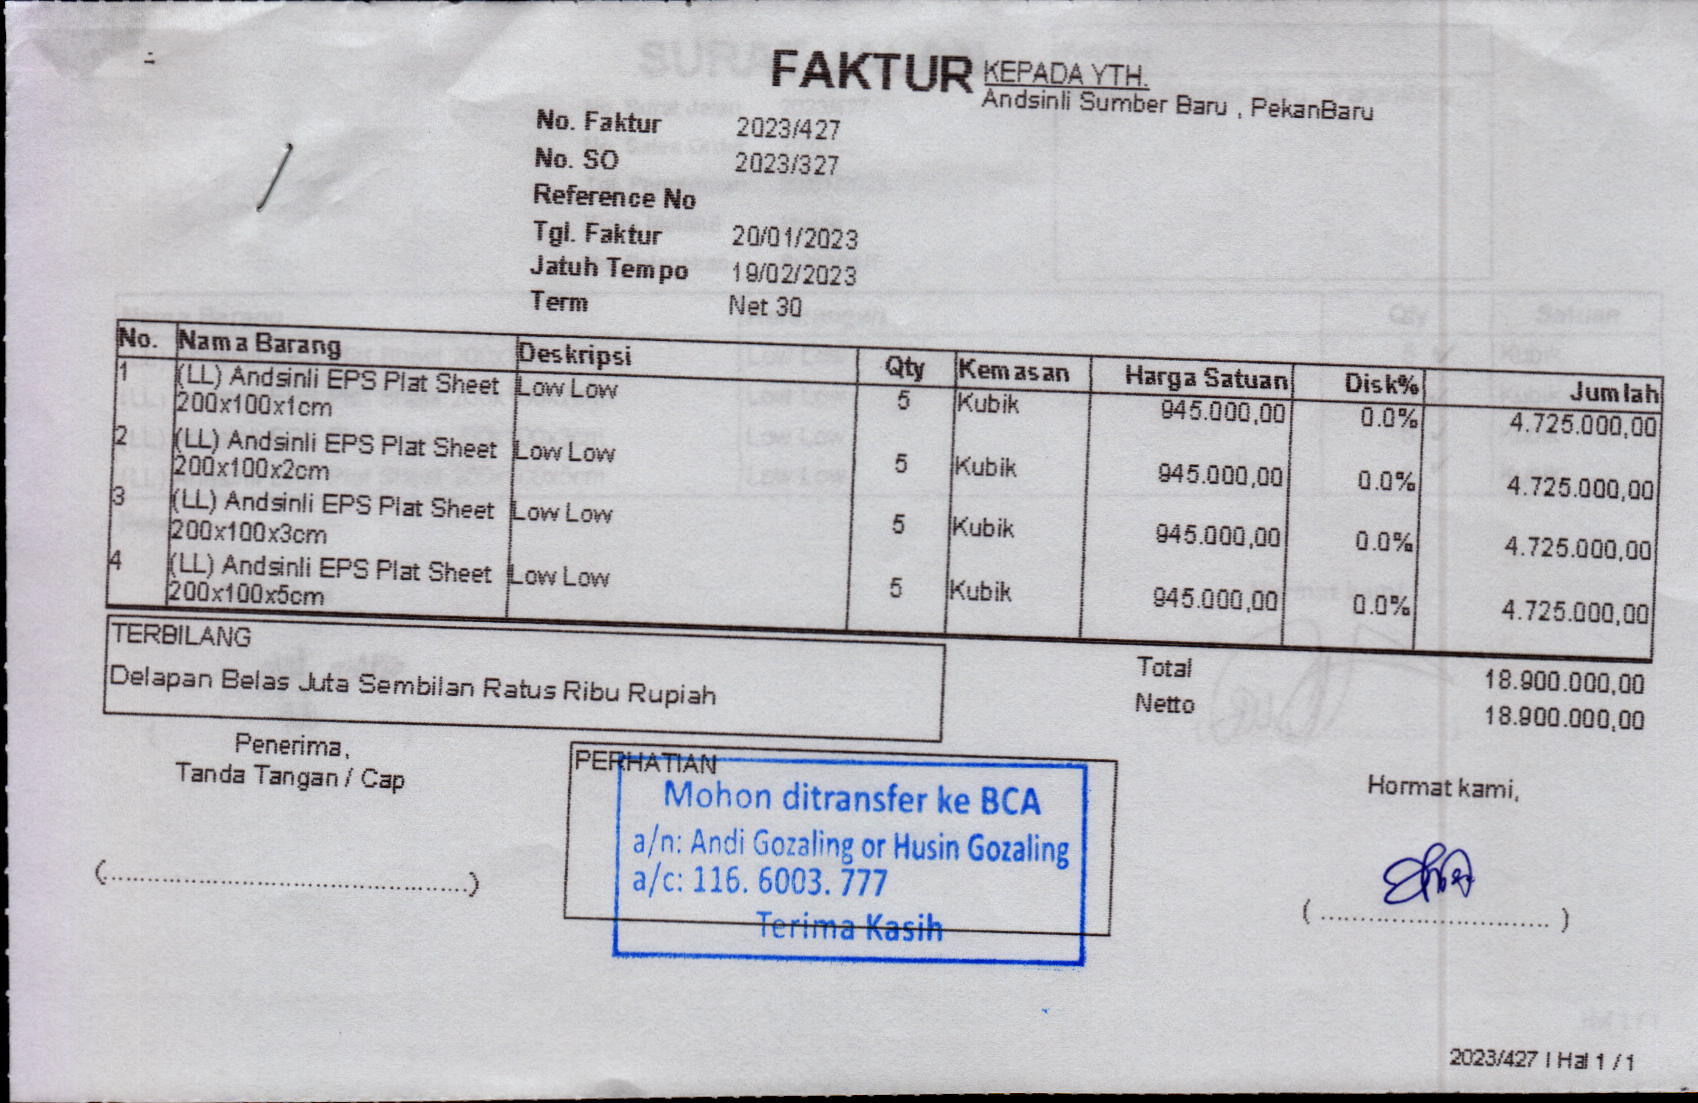 FAKTUR
KEPADA YTH.
Andsinli Sumber Baru , PekanBaru
No. Faktur 2023/427
No. SO 2023/327
Reference No
Tgl. Faktur 20/01/2023
Jatuh Tempo 19/02/2023
Term Net 30
No. Nama Barang Deskripsi Qty Kemasan Harga Satuan Disk% Jumlah
1 (LL) Andsinli EPS Plat Sheet Low Low 5 Kubik 945.000,00 0.0% 4.725.000,00
200x100x1cm
2 (LL) Andsinli EPS Plat Sheet Low Low 5 Kubik 945.000,00 0.0% 4.725.000,00
200x100x2cm
3 (LL) Andsinli EPS Plat Sheet Low Low 5 Kubik 945.000,00 0.0% 4.725.000,00
200x100x3cm
4 (LL) Andsinli EPS Plat Sheet Low Low 5 Kubik 945.000,00 0.0% 4.725.000,00
200x100x5cm
TERBILANG
Delapan Belas Juta Sembilan Ratus Ribu Rupiah
Total 18.900.000,00
Netto 18.900.000,00
Penerima,
Tanda Tangan / Cap
(............................................)
PERHATIAN
Mohon ditransfer ke BCA
a/n: Andi Gozaling or Husin Gozaling
a/c: 116. 6003. 777
Terima Kasih
Hormat kami,
(............................)
2023/427 | Hal 1 / 1